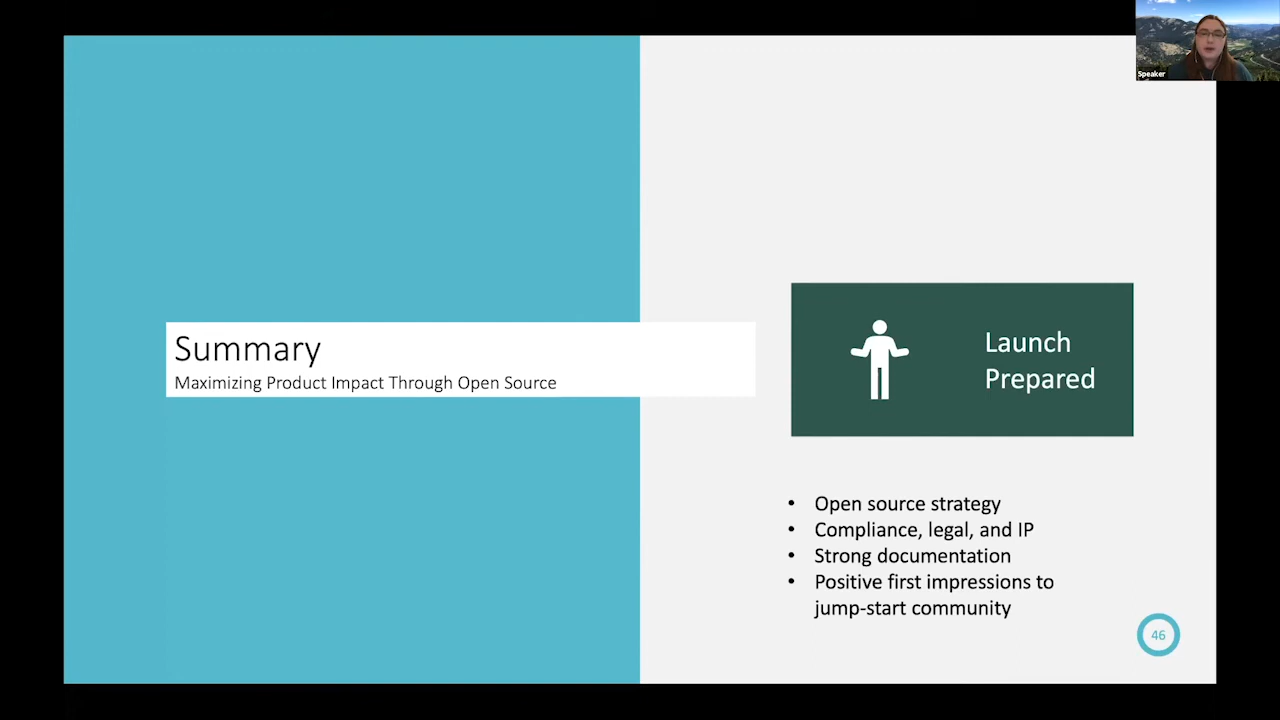 Speaker
Summary
Maximizing Product Impact Through Open Source
Launch
Prepared
• Open source strategy
• Compliance, legal, and IP
• Strong documentation
• Positive first impressions to
jump-start community
46